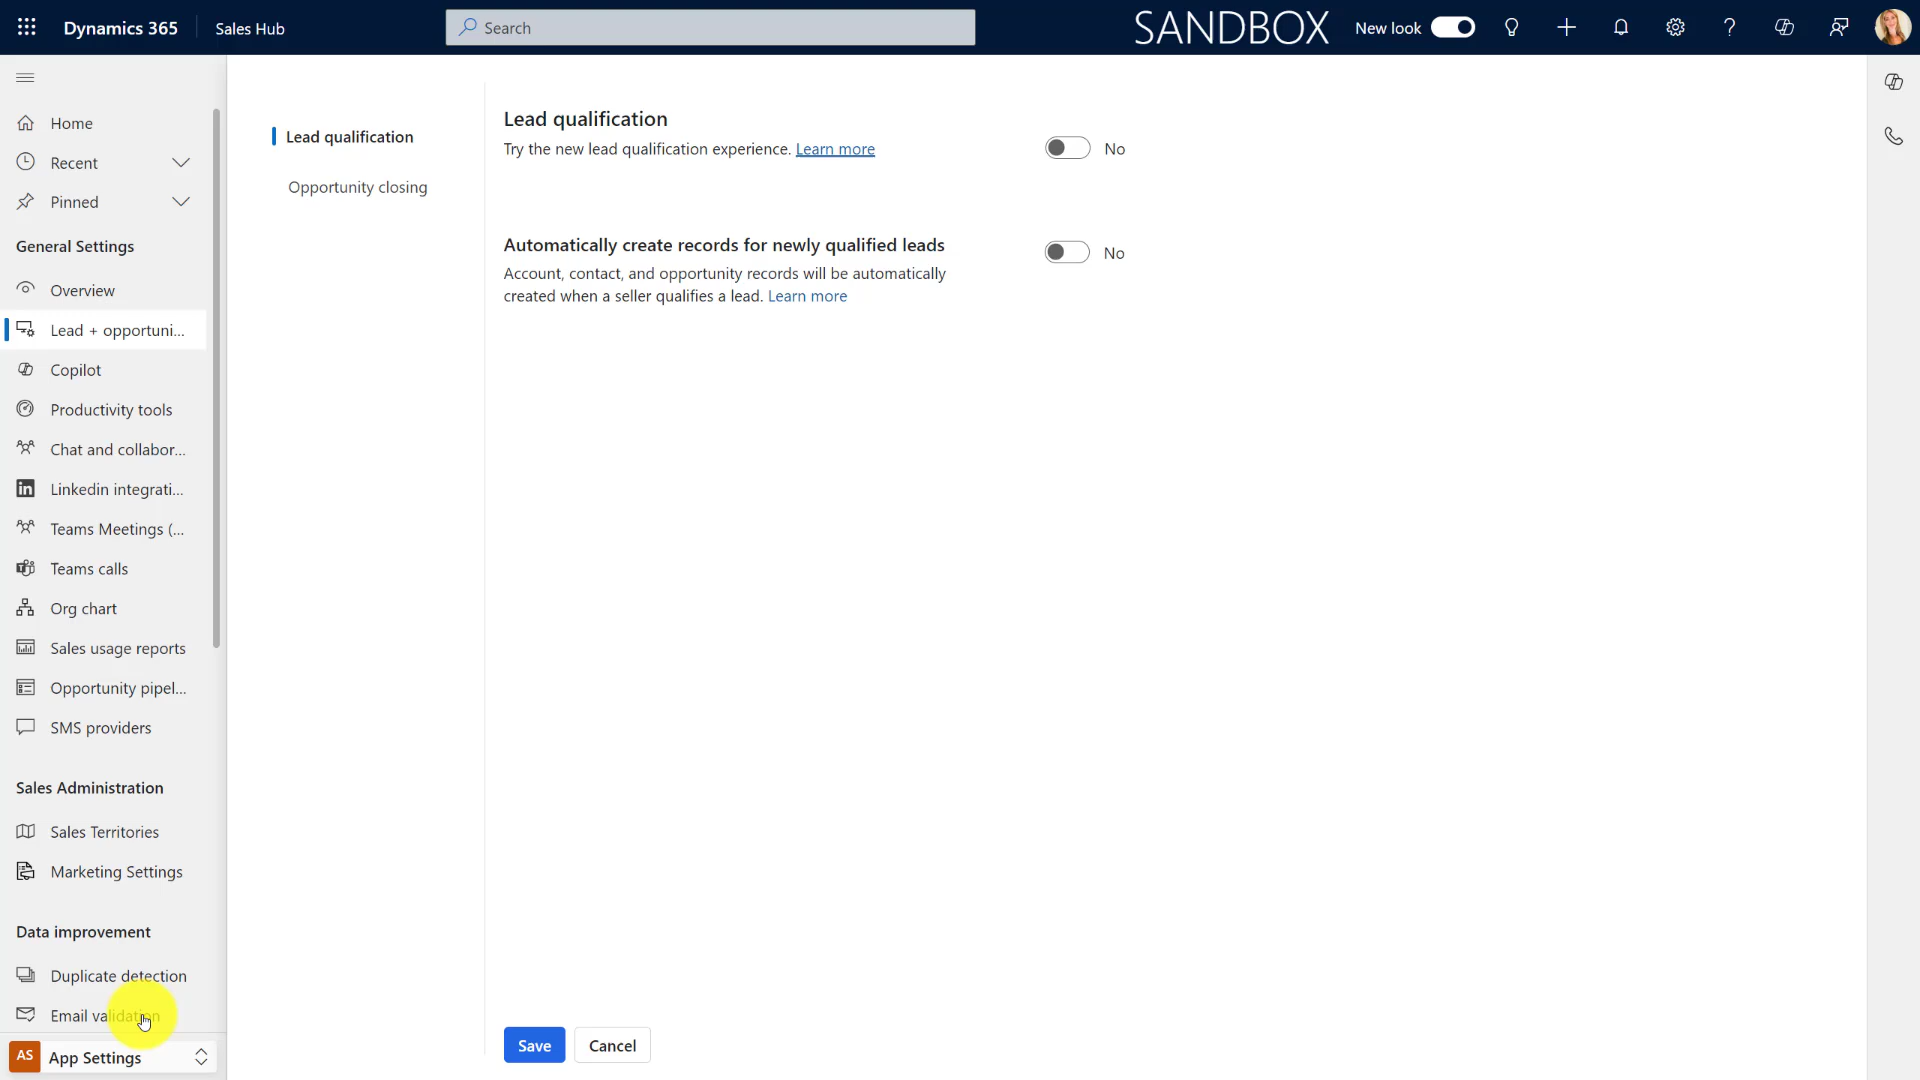 Dynamics 365
Sales Hub
Search
SANDBOX
New look
Home
Recent
Pinned
General Settings
Overview
Lead + opportuni...
Copilot
Productivity tools
Chat and collabor...
Linkedin integrati...
Teams Meetings (...
Teams calls
Org chart
Sales usage reports
Opportunity pipel...
SMS providers
Sales Administration
Sales Territories
Marketing Settings
Data improvement
Duplicate detection
Email validation
AS App Settings
Lead qualification
Opportunity closing
Lead qualification
Try the new lead qualification experience. Learn more
No
Automatically create records for newly qualified leads
No
Account, contact, and opportunity records will be automatically
created when a seller qualifies a lead. Learn more
Save
Cancel